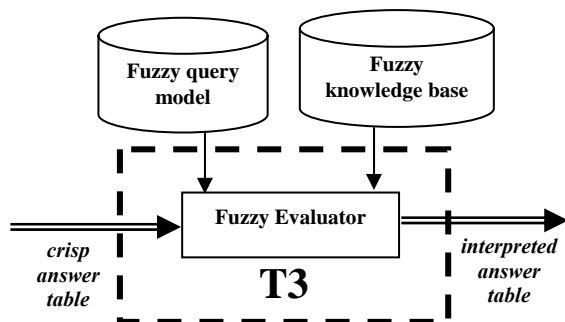 Fuzzy query
model
Fuzzy
knowledge base
Fuzzy Evaluator
crisp
answer
table
T3
interpreted
answer
table